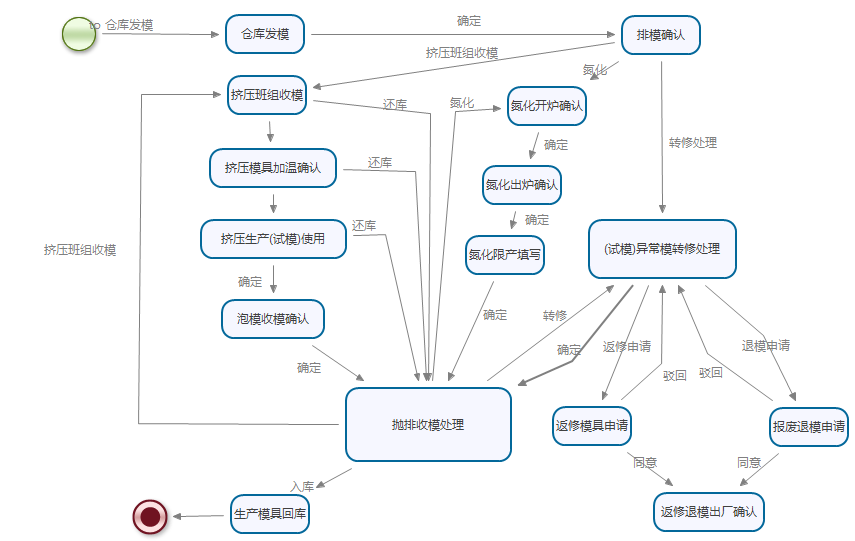 to 仓库发模
仓库发模
确定
排模确认
挤压班组收模
氮化
挤压班组收模
还库
氮化
氮化开炉确认
转修处理
确定
挤压模具加温确认
还库
氮化出炉确认
确定
挤压生产(试模)使用
还库
氮化限产填写
(试模)异常模转修处理
挤压班组收模
确定
泡模收模确认
确定
转修
确定
返修申请
退模申请
驳回
驳回
确定
抛排收模处理
返修模具申请
报废退模申请
同意
同意
入库
生产模具回库
返修退模出厂确认